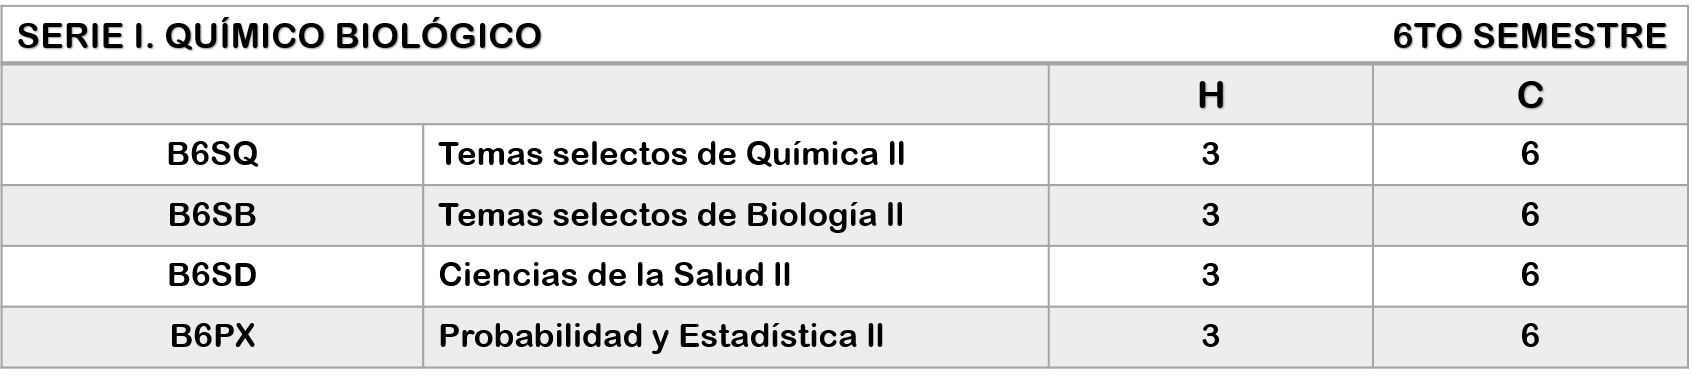 SERIE I. QUÍMICO BIOLÓGICO 6TO SEMESTRE
H C
B6SQ Temas selectos de Química II 3 6
B6SB Temas selectos de Biología II 3 6
B6SD Ciencias de la Salud II 3 6
B6PX Probabilidad y Estadística II 3 6